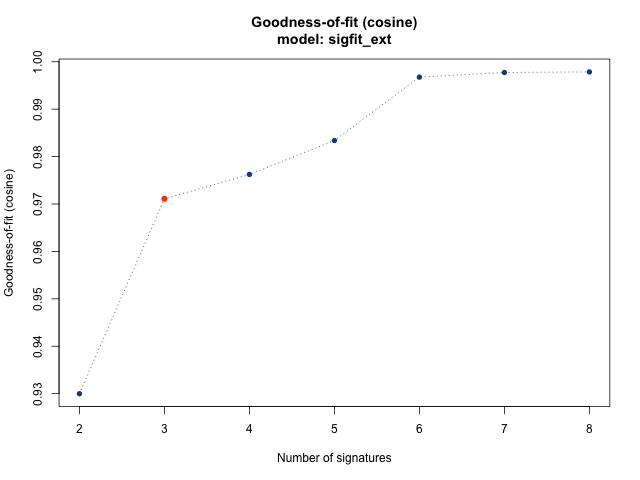 Goodness-of-fit (cosine)
model: sigfit_ext
Goodness-of-fit (cosine)
1.00
0.99
0.98
0.97
0.96
0.95
0.94
0.93
2 3 4 5 6 7 8
Number of signatures